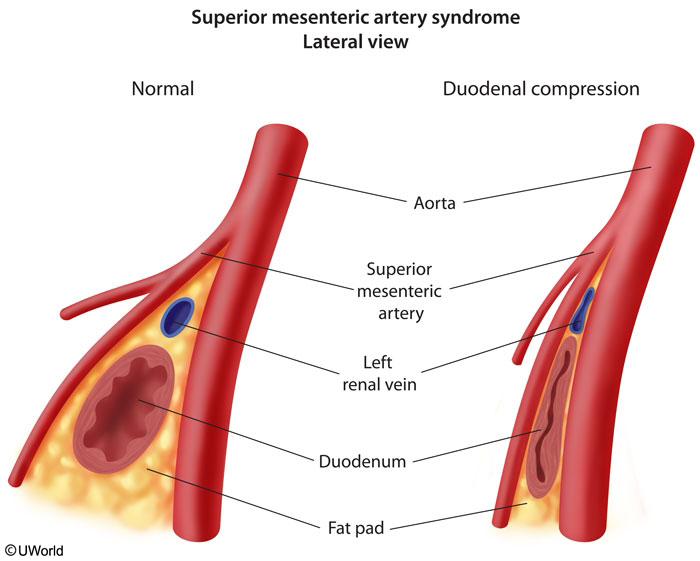 Superior mesenteric artery syndrome
Lateral view
Normal
Duodenal compression
Aorta
Superior
mesenteric
artery
Left
renal vein
Duodenum
Fat pad
©UWorld